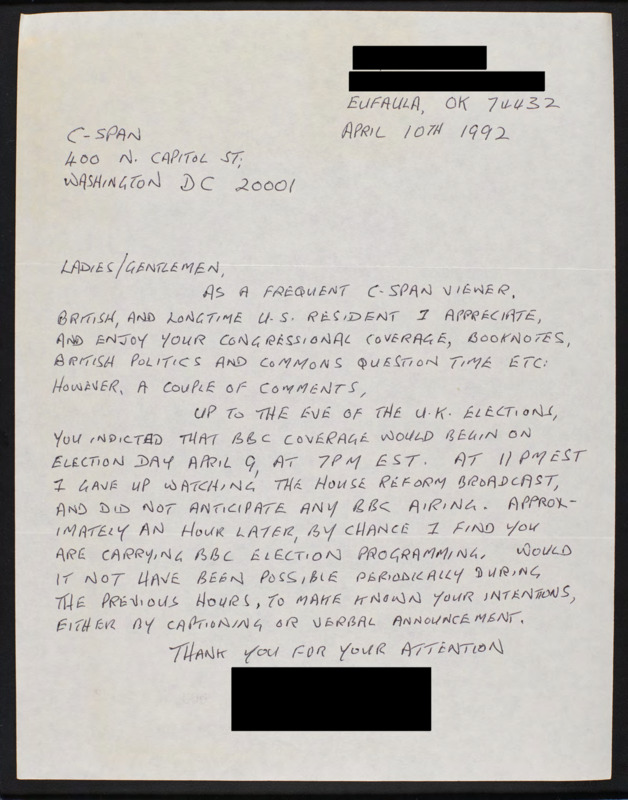 EUFAULA, OK 74432
APRIL 10TH 1992
C-SPAN
400 N. CAPITOL ST;
WASHINGTON DC 20001
LADIES/GENTLEMEN,
AS A FREQUENT C-SPAN VIEWER,
BRITISH, AND LONGTIME U.S. RESIDENT I APPRECIATE,
AND ENJOY YOUR CONGRESSIONAL COVERAGE, BOOKNOTES,
BRITISH POLITICS AND COMMONS QUESTION TIME ETC:
HOWEVER, A COUPLE OF COMMENTS,
UP TO THE EVE OF THE U.K. ELECTIONS,
YOU INDICTED THAT BBC COVERAGE WOULD BEGIN ON
ELECTION DAY APRIL 9, AT 7PM EST. AT 11 PM EST
I GAVE UP WATCHING THE HOUSE REFORM BROADCAST,
AND DID NOT ANTICIPATE ANY BBC AIRING. APPROX-
IMATELY AN HOUR LATER, BY CHANCE I FIND YOU
ARE CARRYING BBC ELECTION PROGRAMMING. WOULD
IT NOT HAVE BEEN POSSIBLE PERIODICALLY DURING
THE PREVIOUS HOURS, TO MAKE KNOWN YOUR INTENTIONS,
EITHER BY CAPTIONING OR VERBAL ANNOUNCEMENT.
THANK YOU FOR YOUR ATTENTION